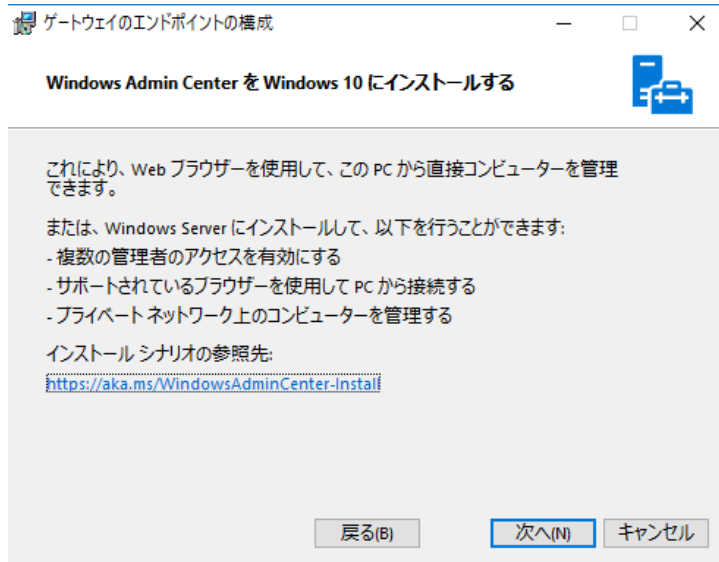 ゲートウェイのエンドポイントの構成
Windows Admin Center を Windows 10 にインストールする
これにより、Web ブラウザーを使用して、この PC から直接コンピューターを管理
できます。
または、Windows Server にインストールして、以下を行うことができます:
- 複数の管理者のアクセスを有効にする
- サポートされているブラウザーを使用して PC から接続する
- プライベート ネットワーク上のコンピューターを管理する
インストール シナリオの参照先:
https://aka.ms/WindowsAdminCenter-Install
戻る(B) 次へ(N) キャンセル